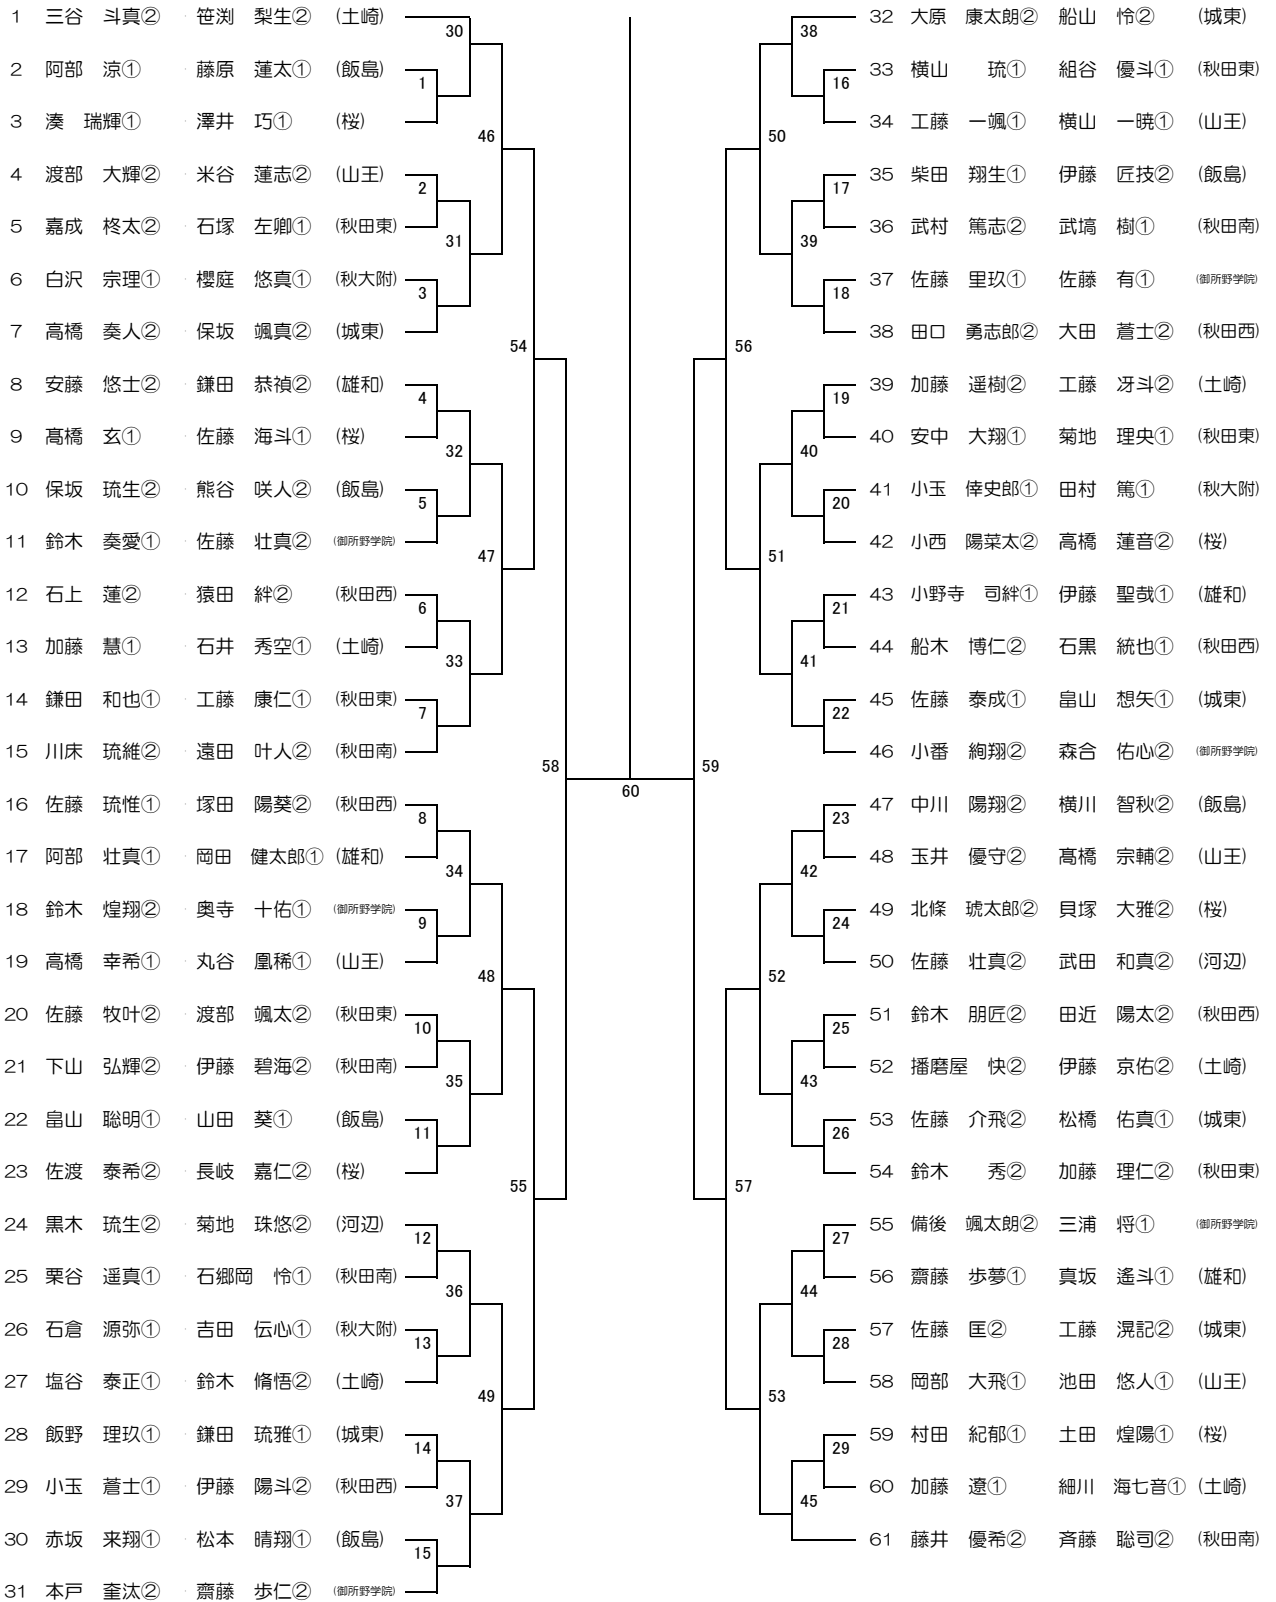 1 三谷 斗真② 笹渕 梨生② (土崎)
2 阿部 涼① 藤原 蓮太① (飯島)
3 湊 瑞輝① 澤井 巧① (桜)
4 渡部 大輝② 米谷 蓮志② (山王)
5 嘉成 柊太② 石塚 左卿① (秋田東)
6 白沢 宗理① 櫻庭 悠真① (秋大附)
7 高橋 奏人② 保坂 颯真② (城東)
8 安藤 悠士② 鎌田 恭禎② (雄和)
9 髙橋 玄① 佐藤 海斗① (桜)
10 保坂 琉生② 熊谷 咲人② (飯島)
11 鈴木 奏愛① 佐藤 壮真② (御所野学院)
12 石上 蓮② 猿田 絆② (秋田西)
13 加藤 慧① 石井 秀空① (土崎)
14 鎌田 和也① 工藤 康仁① (秋田東)
15 川床 琉維② 遠田 叶人② (秋田南)
16 佐藤 琉惟① 塚田 陽葵② (秋田西)
17 阿部 壮真① 岡田 健太郎① (雄和)
18 鈴木 煌翔② 奥寺 十佑① (御所野学院)
19 高橋 幸希① 丸谷 凰稀① (山王)
20 佐藤 牧叶② 渡部 颯太② (秋田東)
21 下山 弘輝② 伊藤 碧海② (秋田南)
22 畠山 聡明① 山田 葵① (飯島)
23 佐渡 泰希② 長岐 嘉仁② (桜)
24 黒木 琉生② 菊地 珠悠② (河辺)
25 栗谷 遥真① 石郷岡 怜① (秋田南)
26 石倉 源弥① 吉田 伝心① (秋大附)
27 塩谷 泰正① 鈴木 脩悟② (土崎)
28 飯野 理玖① 鎌田 琉雅① (城東)
29 小玉 蒼士① 伊藤 陽斗② (秋田西)
30 赤坂 来翔① 松本 晴翔① (飯島)
31 本戸 奎汰② 齋藤 歩仁② (御所野学院)
1
2
3
4
5
6
7
8
9
10
11
12
13
14
15
30
31
32
33
34
35
36
37
46
47
48
49
54
55
58
60
59
56
57
50
51
52
53
38
39
40
41
42
43
44
45
16
17
18
19
20
21
22
23
24
25
26
27
28
29
32 大原 康太朗② 船山 怜② (城東)
33 横山 琉① 組谷 優斗① (秋田東)
34 工藤 一颯① 横山 一暁① (山王)
35 柴田 翔生① 伊藤 匠技② (飯島)
36 武村 篤志② 武塙 樹① (秋田南)
37 佐藤 里玖① 佐藤 有① (御所野学院)
38 田口 勇志郎② 大田 蒼士② (秋田西)
39 加藤 遥樹② 工藤 冴斗② (土崎)
40 安中 大翔① 菊地 理央① (秋田東)
41 小玉 倖史郎① 田村 篤① (秋大附)
42 小西 陽菜太② 高橋 蓮音② (桜)
43 小野寺 司絆① 伊藤 聖哉① (雄和)
44 船木 博仁② 石黒 統也① (秋田西)
45 佐藤 泰成① 畠山 想矢① (城東)
46 小番 絢翔② 森合 佑心② (御所野学院)
47 中川 陽翔② 横川 智秋② (飯島)
48 玉井 優守② 髙橋 宗輔② (山王)
49 北條 琥太郎② 貝塚 大雅② (桜)
50 佐藤 壮真② 武田 和真② (河辺)
51 鈴木 朋匠② 田近 陽太② (秋田西)
52 播磨屋 快② 伊藤 京佑② (土崎)
53 佐藤 介飛② 松橋 佑真① (城東)
54 鈴木 秀② 加藤 理仁② (秋田東)
55 備後 颯太朗② 三浦 将① (御所野学院)
56 齋藤 歩夢① 真坂 遙斗① (雄和)
57 佐藤 匡② 工藤 滉記② (城東)
58 岡部 大飛① 池田 悠人① (山王)
59 村田 紀郁① 土田 煌陽① (桜)
60 加藤 遼① 細川 海七音① (土崎)
61 藤井 優希② 斉藤 聡司② (秋田南)